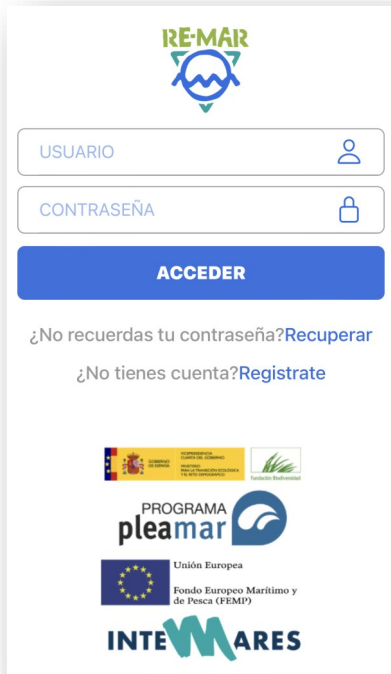 RE-MAR
USUARIO
CONTRASEÑA
ACCEDER
¿No recuerdas tu contraseña?Recuperar
¿No tienes cuenta?Registrate
GOBIERNO
DE ESPAÑA
VICEPRESIDENCIA
CUARTA DEL GOBIERNO
MINISTERIO
PARA LA TRANSICIÓN ECOLÓGICA
Y EL RETO DEMOGRÁFICO
Fundación Biodiversidad
PROGRAMA
pleamar
Unión Europea
Fondo Europeo Marítimo y
de Pesca (FEMP)
INTEMARES